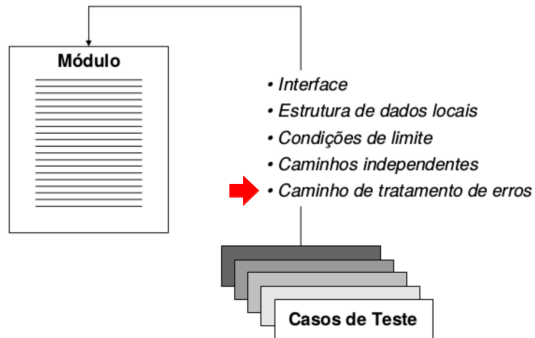 Módulo
• Interface
• Estrutura de dados locais
• Condições de limite
• Caminhos independentes
• Caminho de tratamento de erros
Casos de Teste